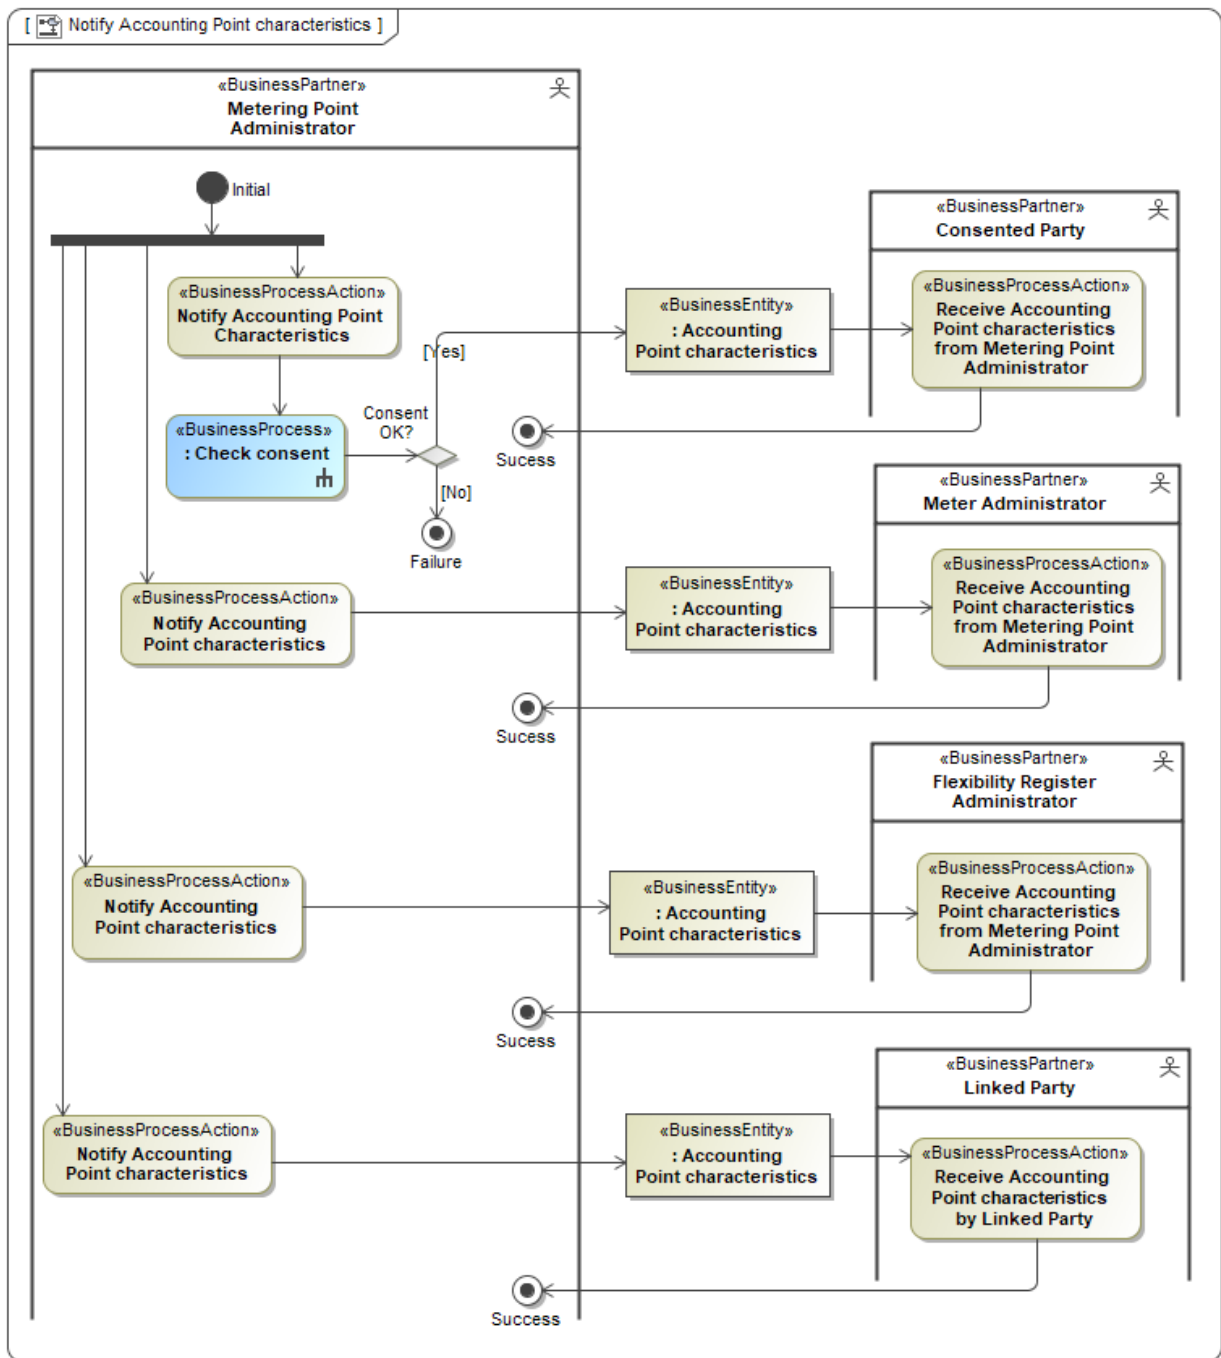 [ Notify Accounting Point characteristics ]
«BusinessPartner»
Metering Point
Administrator
Initial
«BusinessProcessAction»
Notify Accounting Point
Characteristics
«BusinessProcess»
: Check consent
Consent
OK?
[Yes]
[No]
Failure
«BusinessEntity»
: Accounting
Point characteristics
«BusinessPartner»
Consented Party
«BusinessProcessAction»
Receive Accounting
Point characteristics
from Metering Point
Administrator
Sucess
«BusinessProcessAction»
Notify Accounting
Point characteristics
«BusinessEntity»
: Accounting
Point characteristics
«BusinessPartner»
Meter Administrator
«BusinessProcessAction»
Receive Accounting
Point characteristics
from Metering Point
Administrator
Sucess
«BusinessProcessAction»
Notify Accounting
Point characteristics
«BusinessEntity»
: Accounting
Point characteristics
«BusinessPartner»
Flexibility Register
Administrator
«BusinessProcessAction»
Receive Accounting
Point characteristics
from Metering Point
Administrator
Sucess
«BusinessProcessAction»
Notify Accounting
Point characteristics
«BusinessEntity»
: Accounting
Point characteristics
«BusinessPartner»
Linked Party
«BusinessProcessAction»
Receive Accounting
Point characteristics
by Linked Party
Success